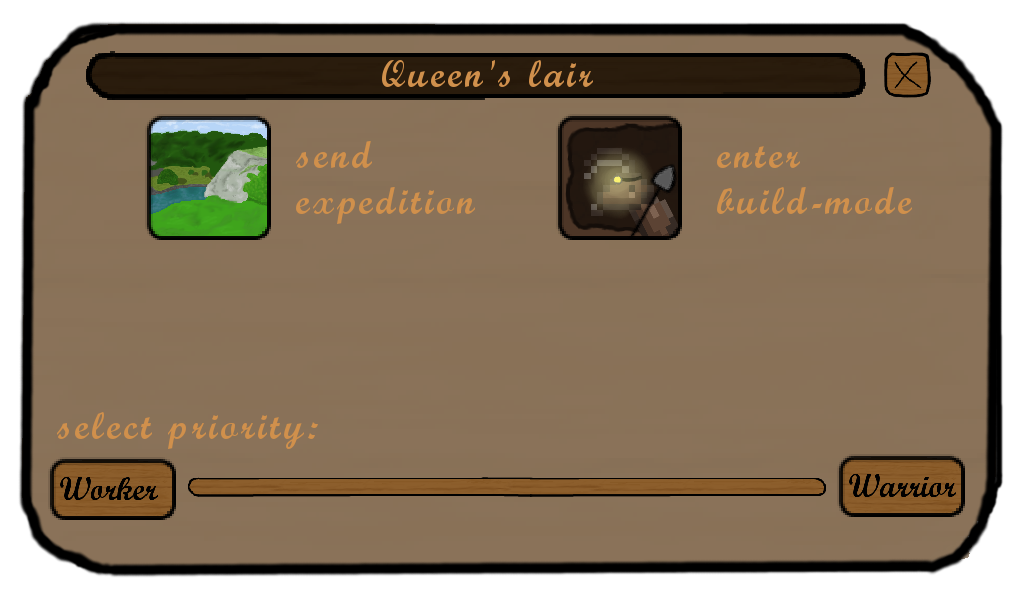 Queen's lair
send
expedition
enter
build-mode
select priority:
Worker
Warrior